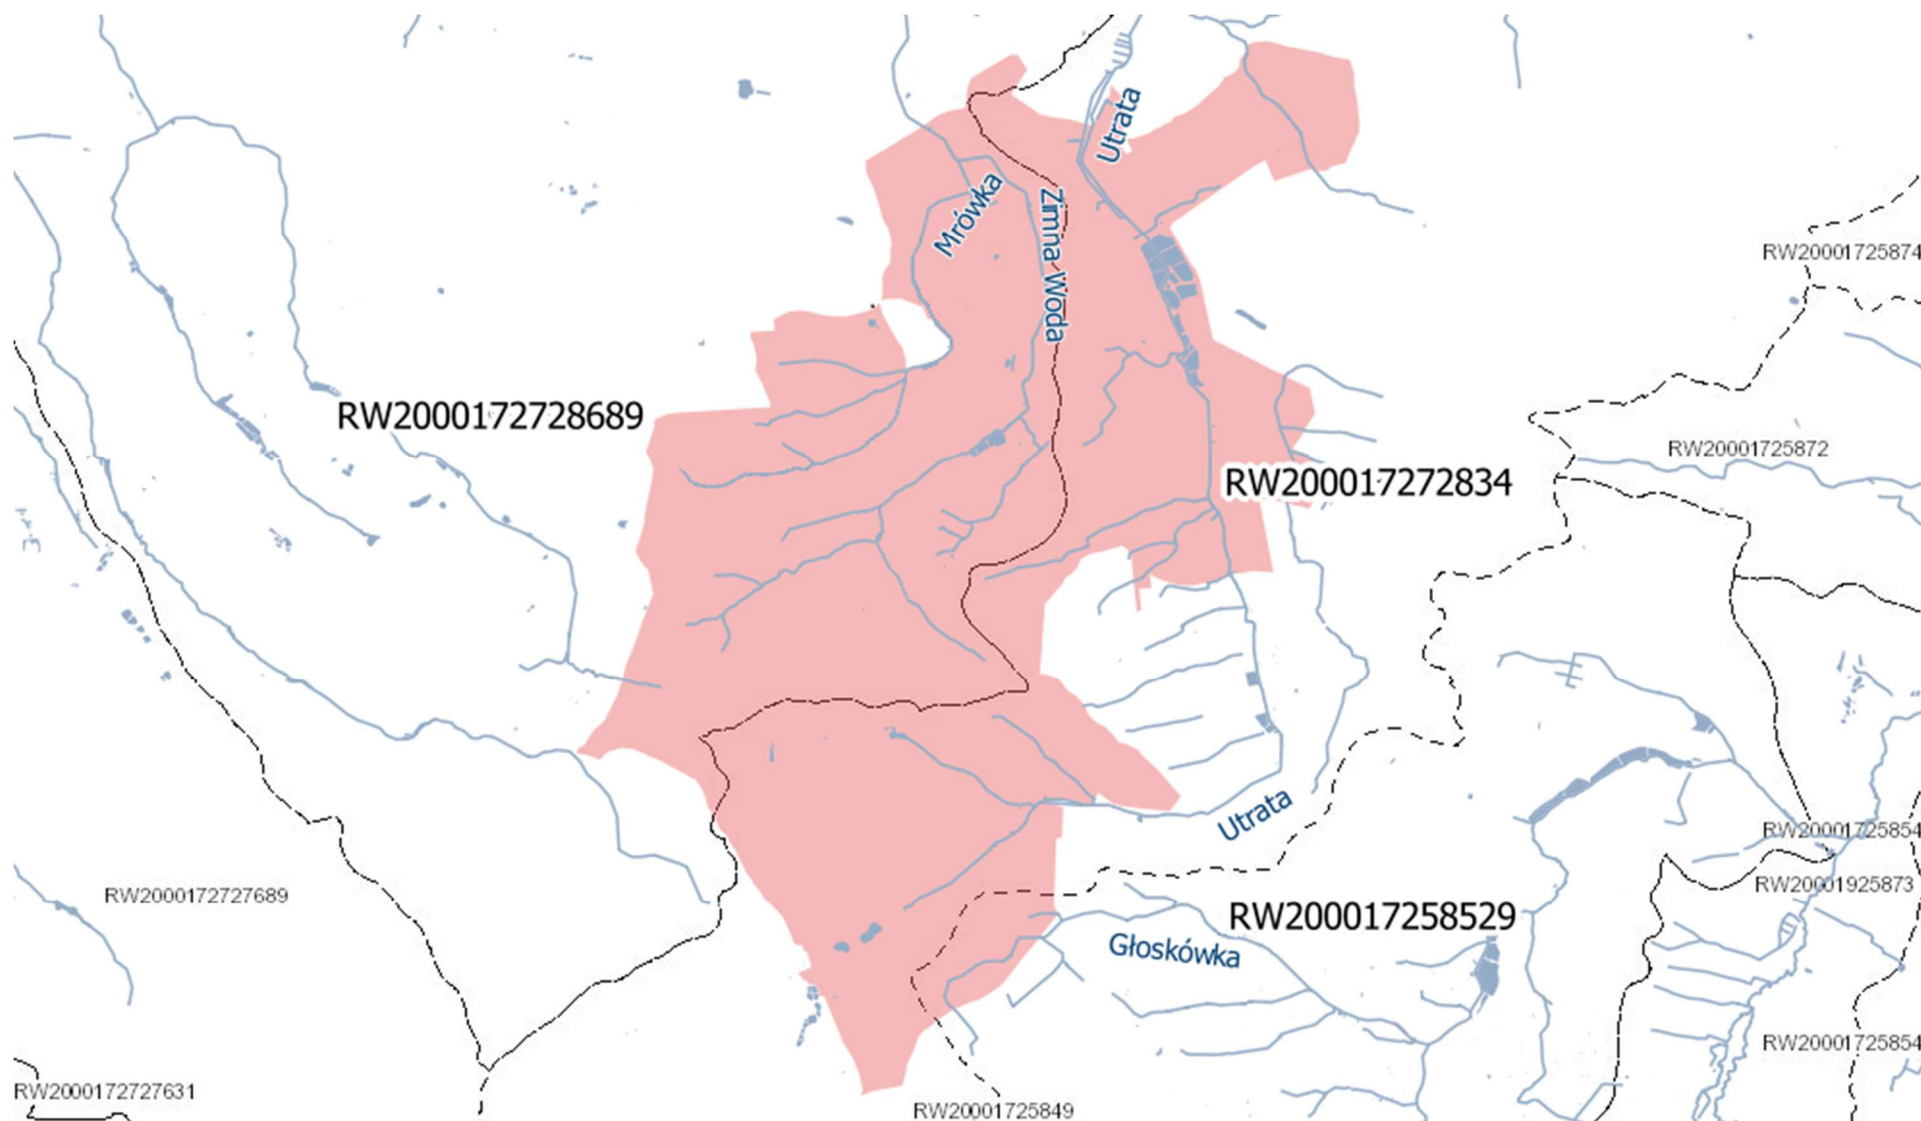 Utrata
Mrówka
Zimna Woda
RW20001725874
RW2000172728689
RW20001725872
RW200017272834
Utrata
RW20001725854
RW20001925873
RW2000172727689
RW200017258529
Głoskówka
RW20001725854
RW2000172727631
RW20001725849